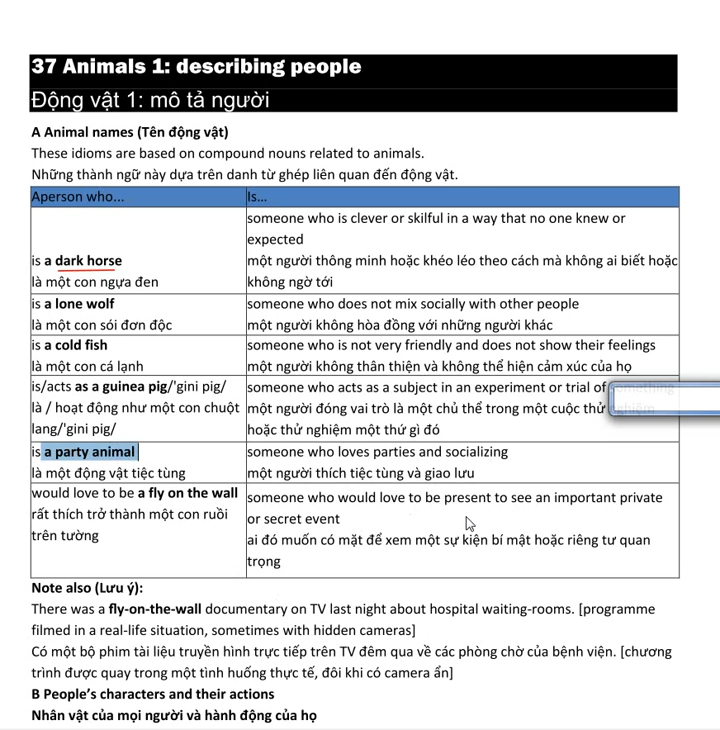 37 Animals 1: describing people
Động vật 1: mô tả người
A Animal names (Tên động vật)
These idioms are based on compound nouns related to animals.
Những thành ngữ này dựa trên danh từ ghép liên quan đến động vật.
Aperson who...
Is...
is a dark horse
là một con ngựa đen
someone who is clever or skilful in a way that no one knew or
expected
một người thông minh hoặc khéo léo theo cách mà không ai biết hoặc
không ngờ tới
is a lone wolf
là một con sói đơn độc
someone who does not mix socially with other people
một người không hòa đồng với những người khác
is a cold fish
là một con cá lạnh
someone who is not very friendly and does not show their feelings
một người không thân thiện và không thể hiện cảm xúc của họ
is/acts as a guinea pig/'gini pig/
là / hoạt động như một con chuột
lang/'gini pig/
someone who acts as a subject in an experiment or trial of something
một người đóng vai trò là một chủ thể trong một cuộc thử nghiệm
hoặc thử nghiệm một thứ gì đó
is a party animal
là một động vật tiệc tùng
someone who loves parties and socializing
một người thích tiệc tùng và giao lưu
would love to be a fly on the wall
rất thích trở thành một con ruồi
trên tường
someone who would love to be present to see an important private
or secret event
ai đó muốn có mặt để xem một sự kiện bí mật hoặc riêng tư quan
trọng
Note also (Lưu ý):
There was a fly-on-the-wall documentary on TV last night about hospital waiting-rooms. [programme
filmed in a real-life situation, sometimes with hidden cameras]
Có một bộ phim tài liệu truyền hình trực tiếp trên TV đêm qua về các phòng chờ của bệnh viện. [chương
trình được quay trong một tình huống thực tế, đôi khi có camera ẩn]
B People's characters and their actions
Nhân vật của mọi người và hành động của họ